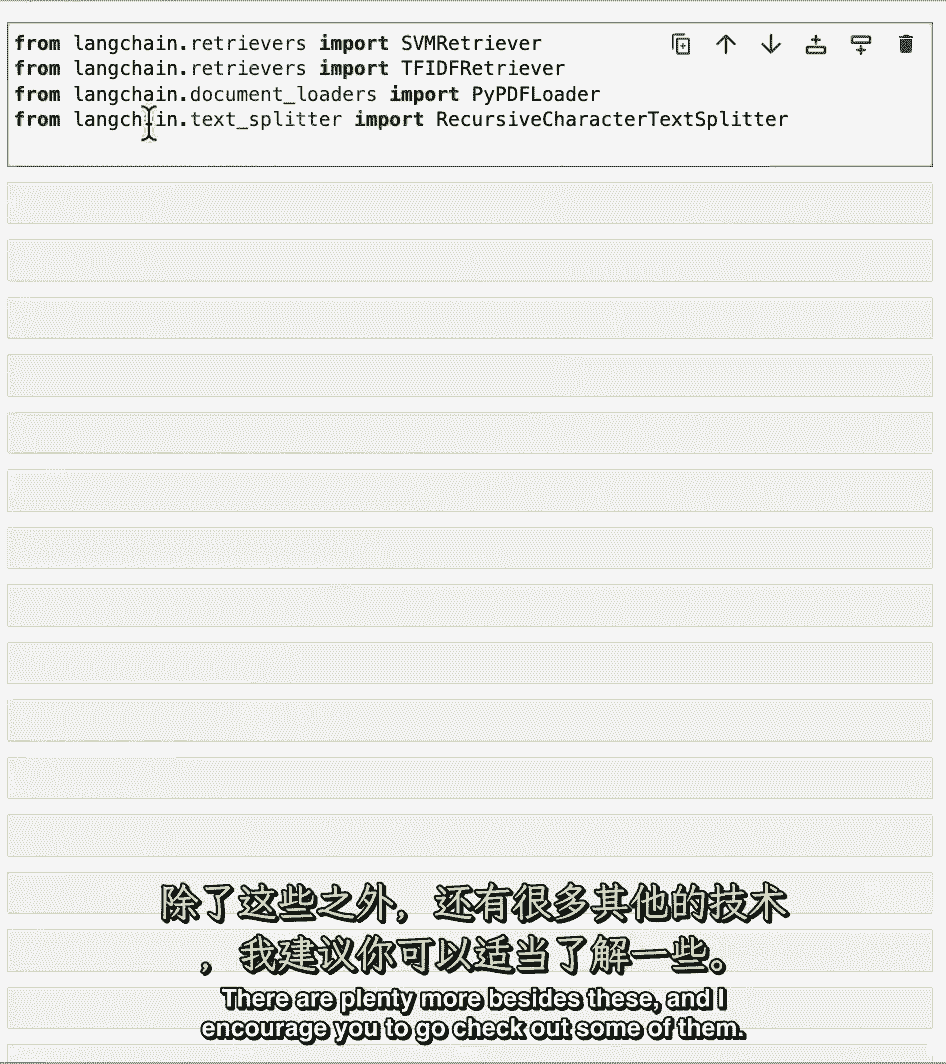 from langchain.retrievers import SVMRetriever
from langchain.retrievers import TFIDFRetriever
from langchain.document_loaders import PyPDFLoader
from langchain.text_splitter import RecursiveCharacterTextSplitter
除了这些之外，还有很多其他的技术
，我建议你可以适当了解一些。
There are plenty more besides these, and I
encourage you to go check out some of them.